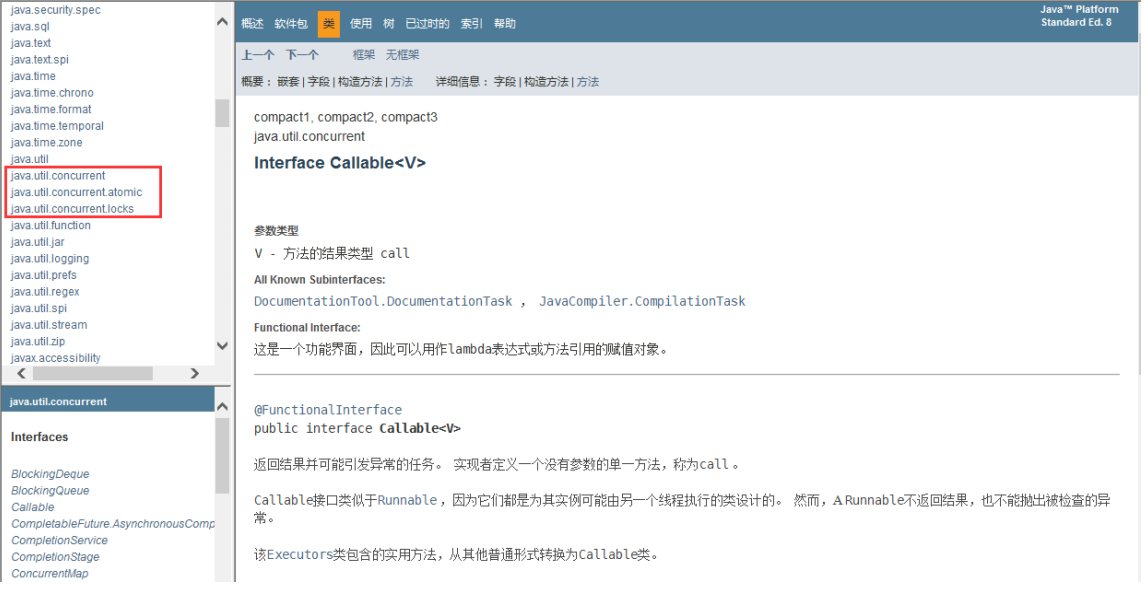 java.security.spec
java.sql
java.text
java.text.spi
java.time
java.time.chrono
java.time.format
java.time.temporal
java.time.zone
java.util
java.util.concurrent
java.util.concurrent.atomic
java.util.concurrent.locks
java.util.function
java.util.jar
java.util.logging
java.util.prefs
java.util.regex
java.util.spi
java.util.stream
java.util.zip
javax.accessibility
java.util.concurrent
Interfaces
BlockingDeque
BlockingQueue
Callable
CompletableFuture.AsynchronousComp
CompletionService
CompletionStage
ConcurrentMap
概述 软件包 类 使用 树 已过时的 索引 帮助
Java™ Platform
Standard Ed. 8
上一个 下一个 框架 无框架
概要： 嵌套 | 字段 | 构造方法 | 方法 详细信息： 字段 | 构造方法 | 方法
compact1, compact2, compact3
java.util.concurrent
Interface Callable<V>
参数类型
V - 方法的结果类型 call
All Known Subinterfaces:
DocumentationTool.DocumentationTask ， JavaCompiler.CompilationTask
Functional Interface:
这是一个功能界面，因此可以用作lambda表达式或方法引用的赋值对象。
@FunctionalInterface
public interface Callable<V>
返回结果并可能引发异常的任务。 实现者定义一个没有参数的单一方法，称为call 。
Callable接口类似于Runnable ，因为它们都是为其实例可能由另一个线程执行的类设计的。 然而，A Runnable不返回结果，也不能抛出被检查的异
常。
该Executors类包含的实用方法，从其他普通形式转换为Callable类。